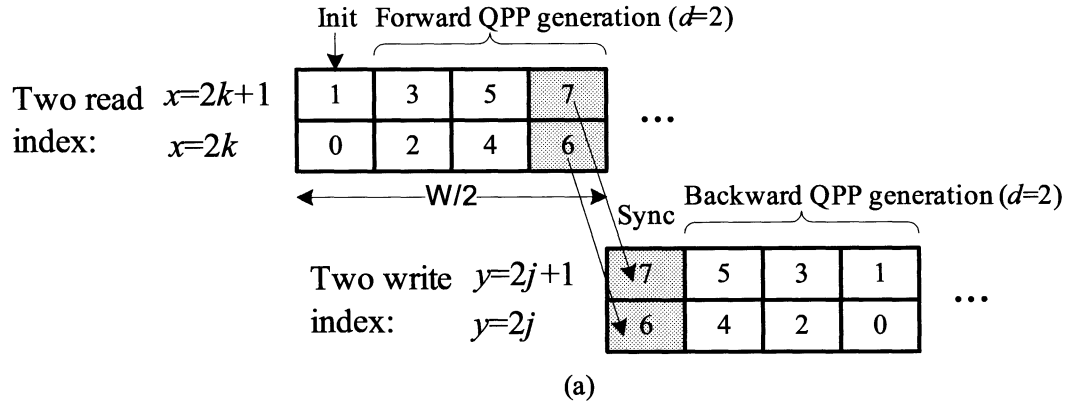 Init Forward QPP generation (d=2)
Two read x=2k+1 1 3 5 7 ...
index: x=2k 0 2 4 6
W/2
Sync Backward QPP generation (d=2)
Two write y=2j+1 7 5 3 1 ...
index: y=2j 6 4 2 0
(a)